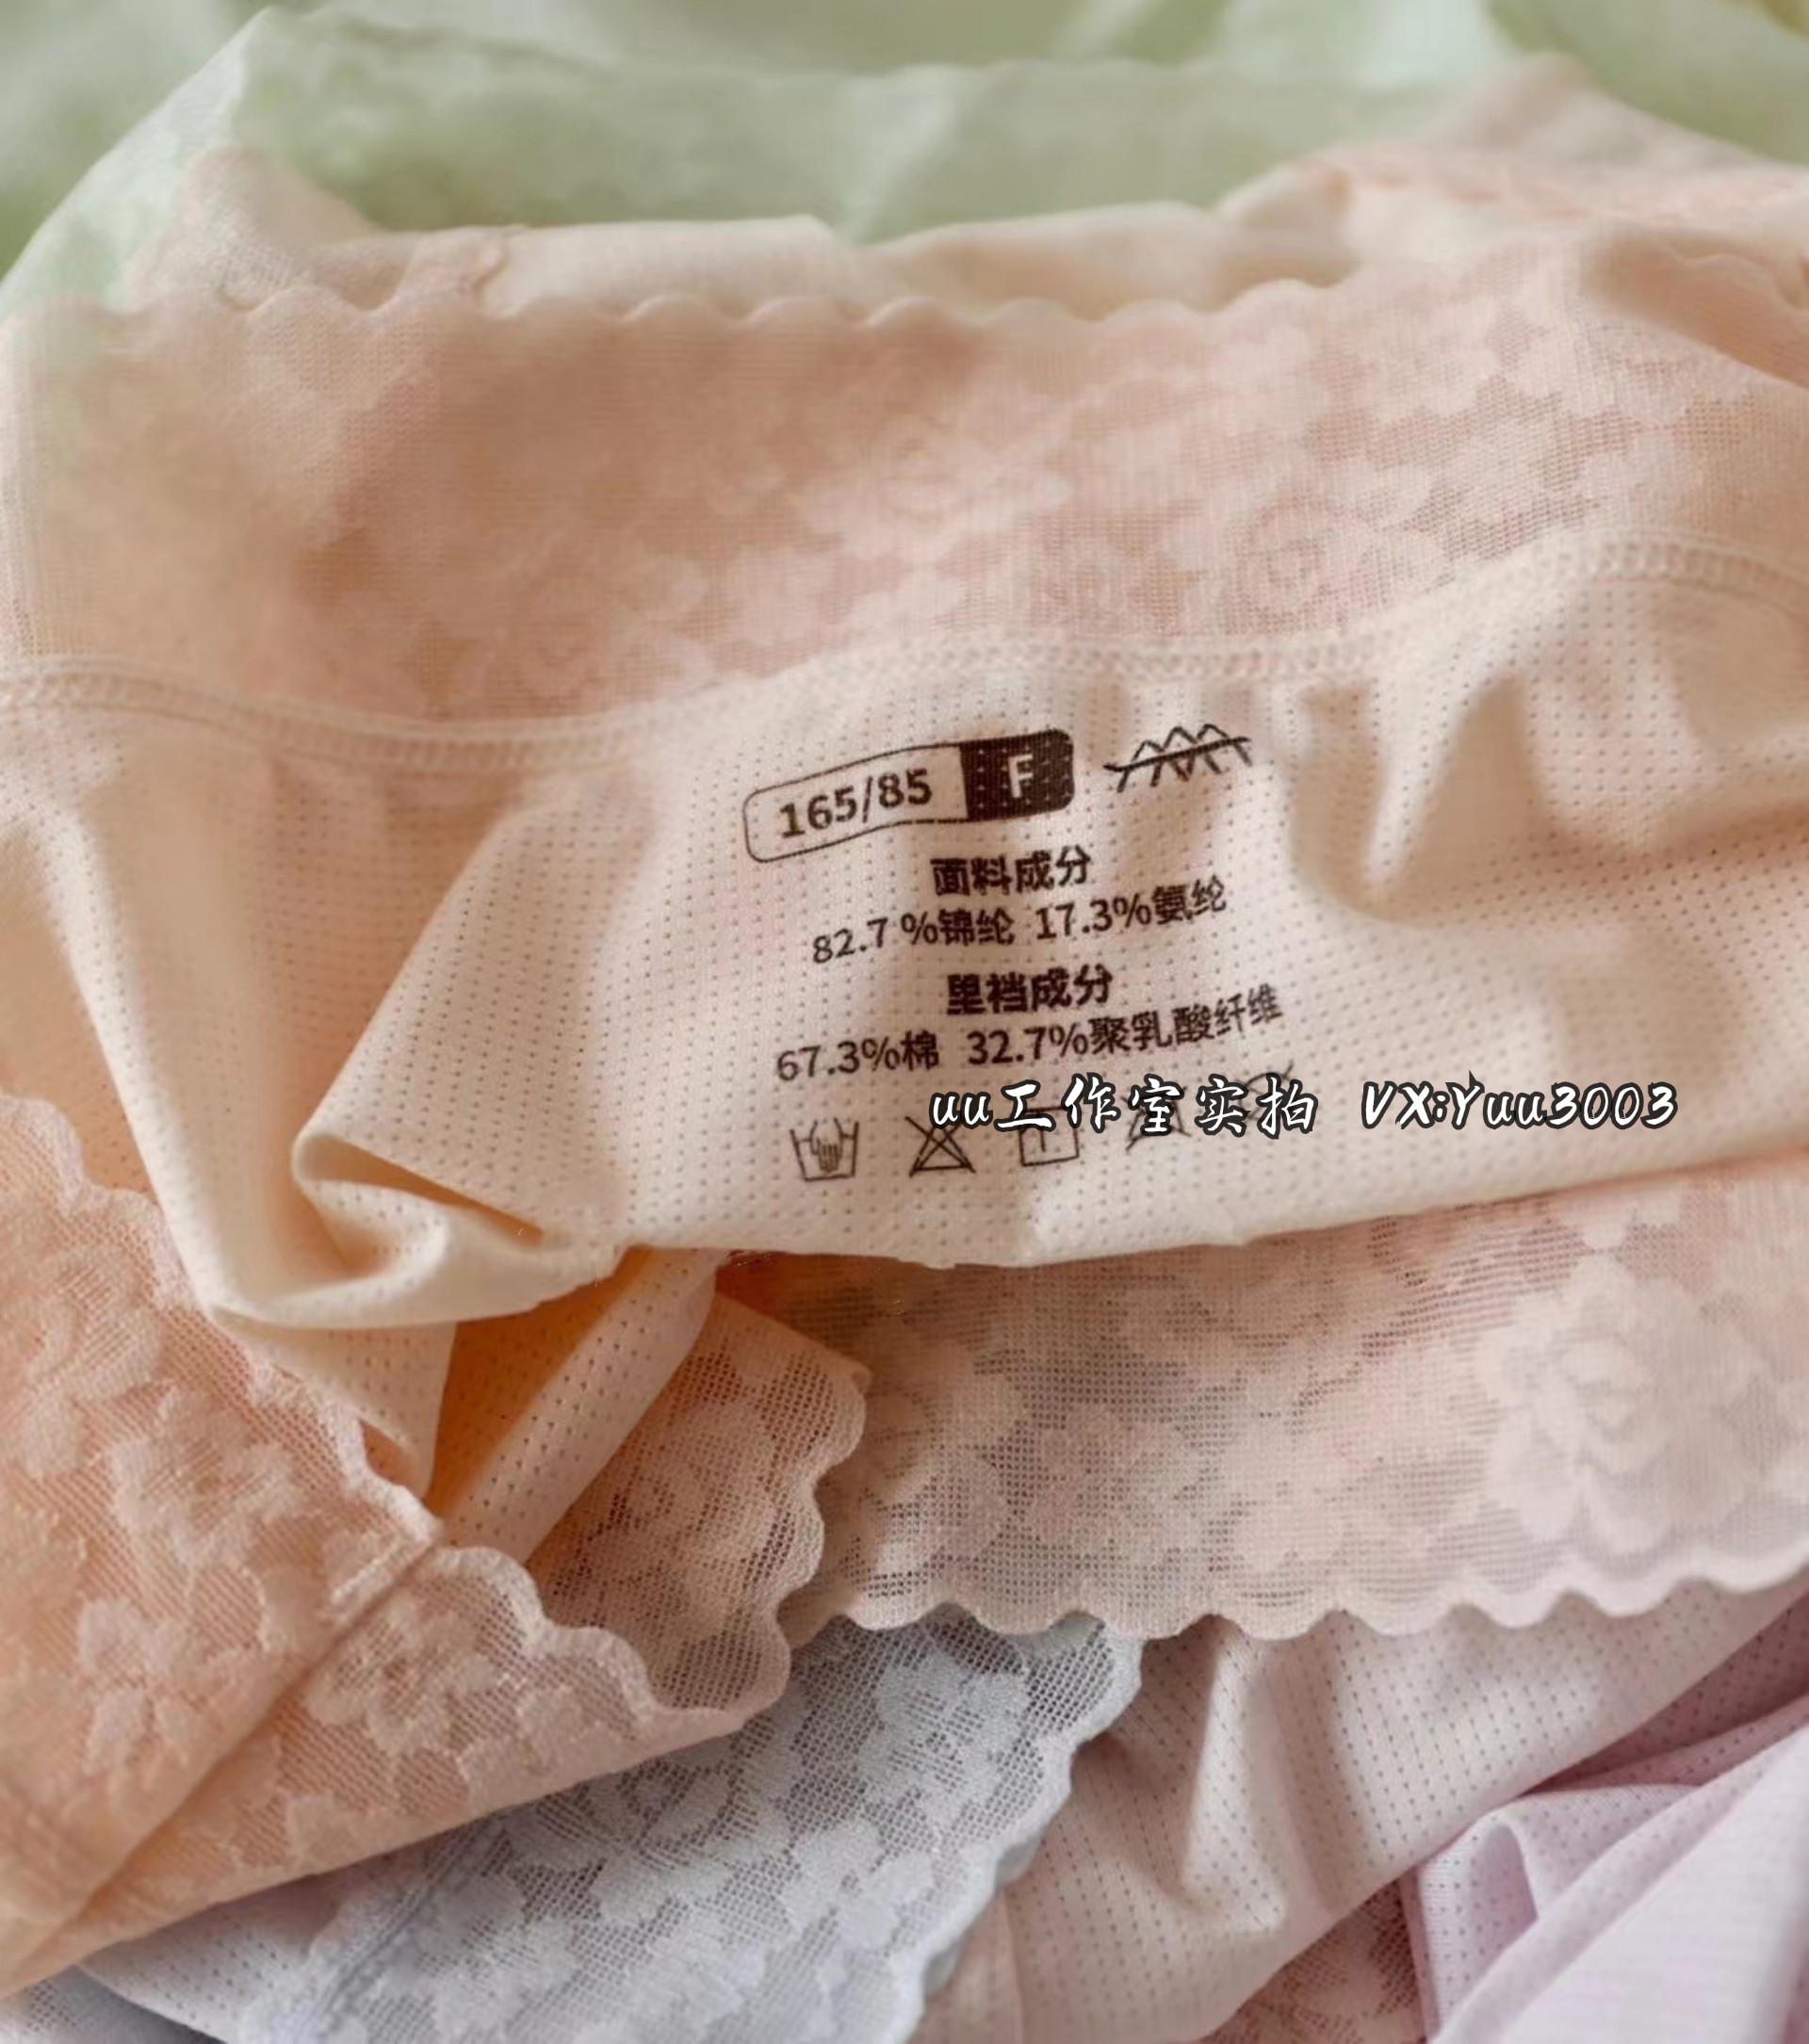 165/85 F
面料成分
82.7%锦纶 17.3%氨纶
里裆成分
67.3%棉 32.7%聚乳酸纤维
uu工作室实拍 VX:Yuu3003